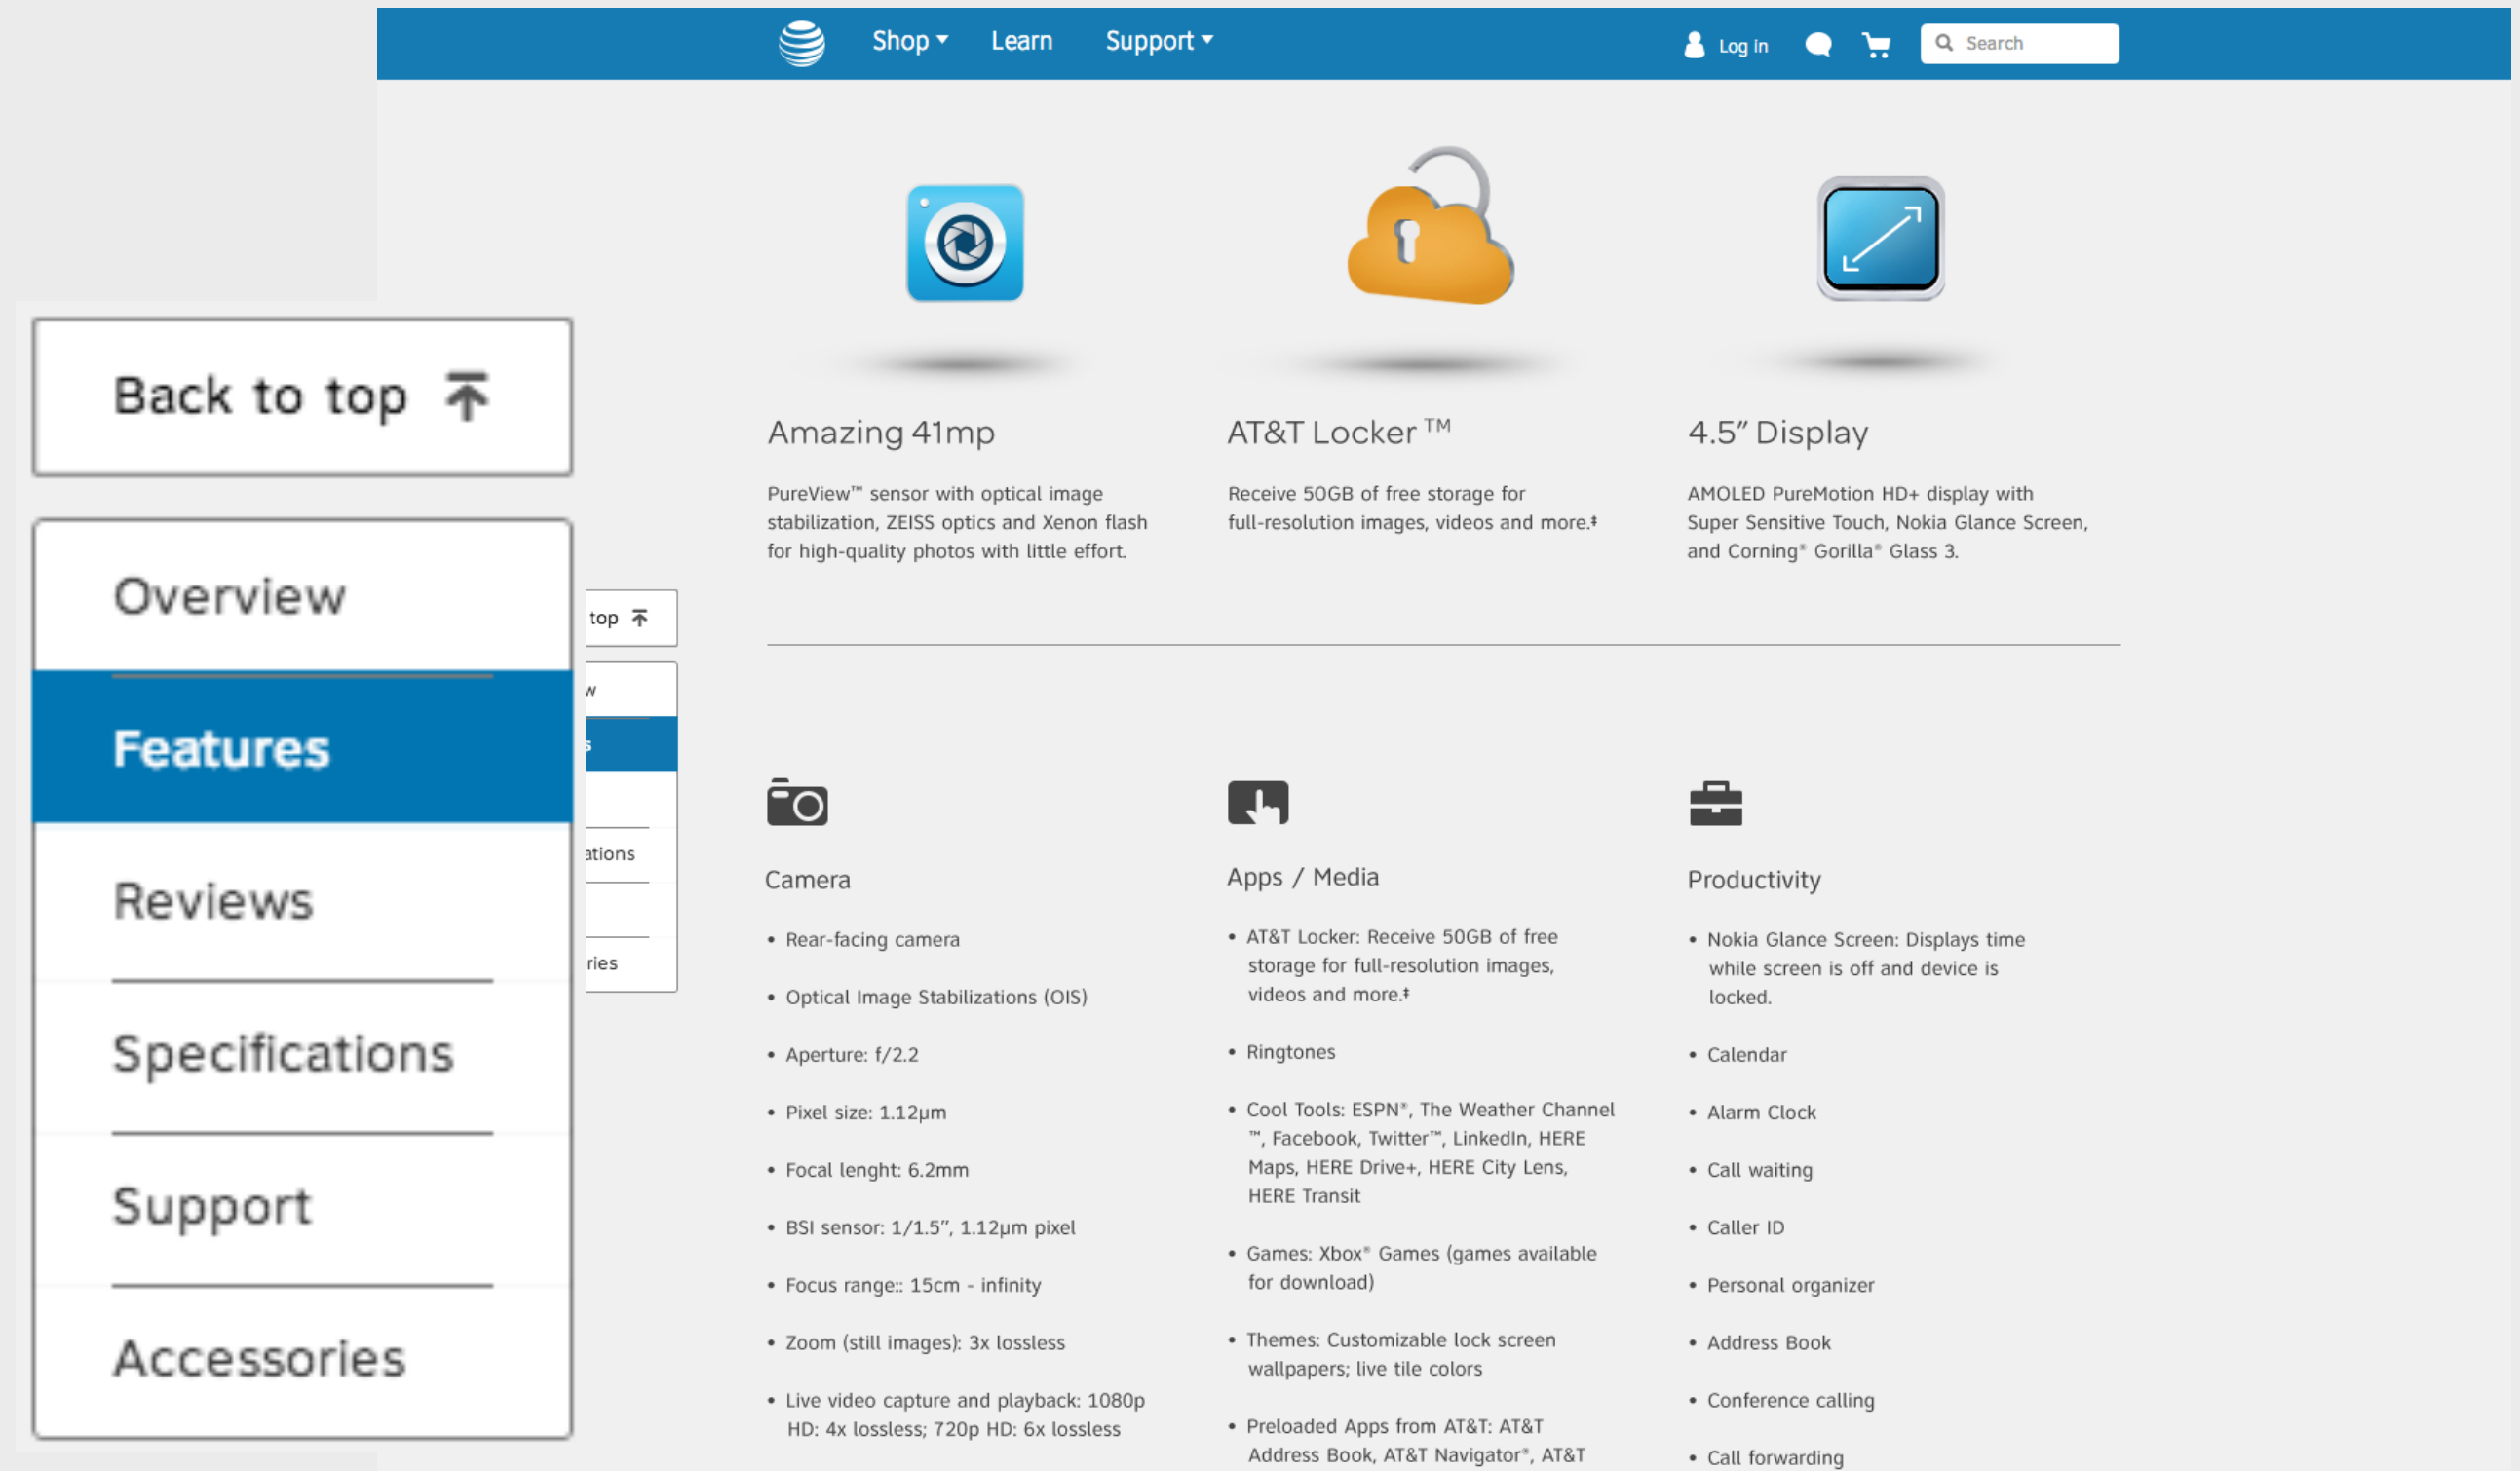 Shop
Learn
Support
Log in
Search
Back to top
Overview
Features
Reviews
Specifications
Support
Accessories
top
w
s
ations
ries
Amazing 41mp
PureView™ sensor with optical image
stabilization, ZEISS optics and Xenon flash
for high-quality photos with little effort.
AT&T Locker™
Receive 50GB of free storage for
full-resolution images, videos and more.‡
4.5” Display
AMOLED PureMotion HD+ display with
Super Sensitive Touch, Nokia Glance Screen,
and Corning® Gorilla® Glass 3.
Camera
• Rear-facing camera
• Optical Image Stabilizations (OIS)
• Aperture: f/2.2
• Pixel size: 1.12µm
• Focal lenght: 6.2mm
• BSI sensor: 1/1.5”, 1.12µm pixel
• Focus range:: 15cm - infinity
• Zoom (still images): 3x lossless
• Live video capture and playback: 1080p
HD: 4x lossless; 720p HD: 6x lossless
Apps / Media
• AT&T Locker: Receive 50GB of free
storage for full-resolution images,
videos and more.‡
• Ringtones
• Cool Tools: ESPN®, The Weather Channel
™, Facebook, Twitter™, LinkedIn, HERE
Maps, HERE Drive+, HERE City Lens,
HERE Transit
• Games: Xbox® Games (games available
for download)
• Themes: Customizable lock screen
wallpapers; live tile colors
• Preloaded Apps from AT&T: AT&T
Address Book, AT&T Navigator®, AT&T
Productivity
• Nokia Glance Screen: Displays time
while screen is off and device is
locked.
• Calendar
• Alarm Clock
• Call waiting
• Caller ID
• Personal organizer
• Address Book
• Conference calling
• Call forwarding